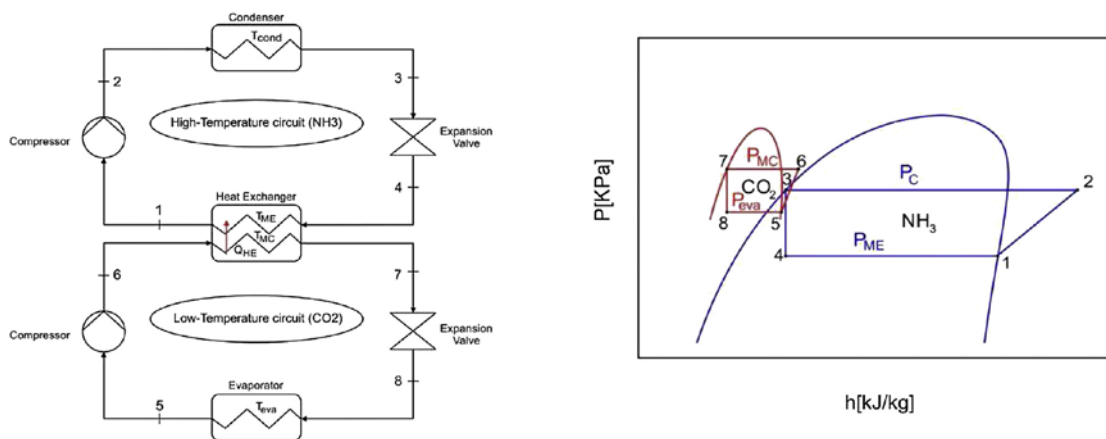 Condenser
Tcond
2
3
Compressor
High-Temperature circuit (NH3)
Expansion
Valve
4
1
Heat Exchanger
TME
TMC
QHE
6
7
Compressor
Low-Temperature circuit (CO2)
Expansion
Valve
8
5
Evaporator
Teva
P[KPa]
7
PMC
6
CO2
3
PC
2
Peva
8
5
NH3
4
PME
1
h[kJ/kg]